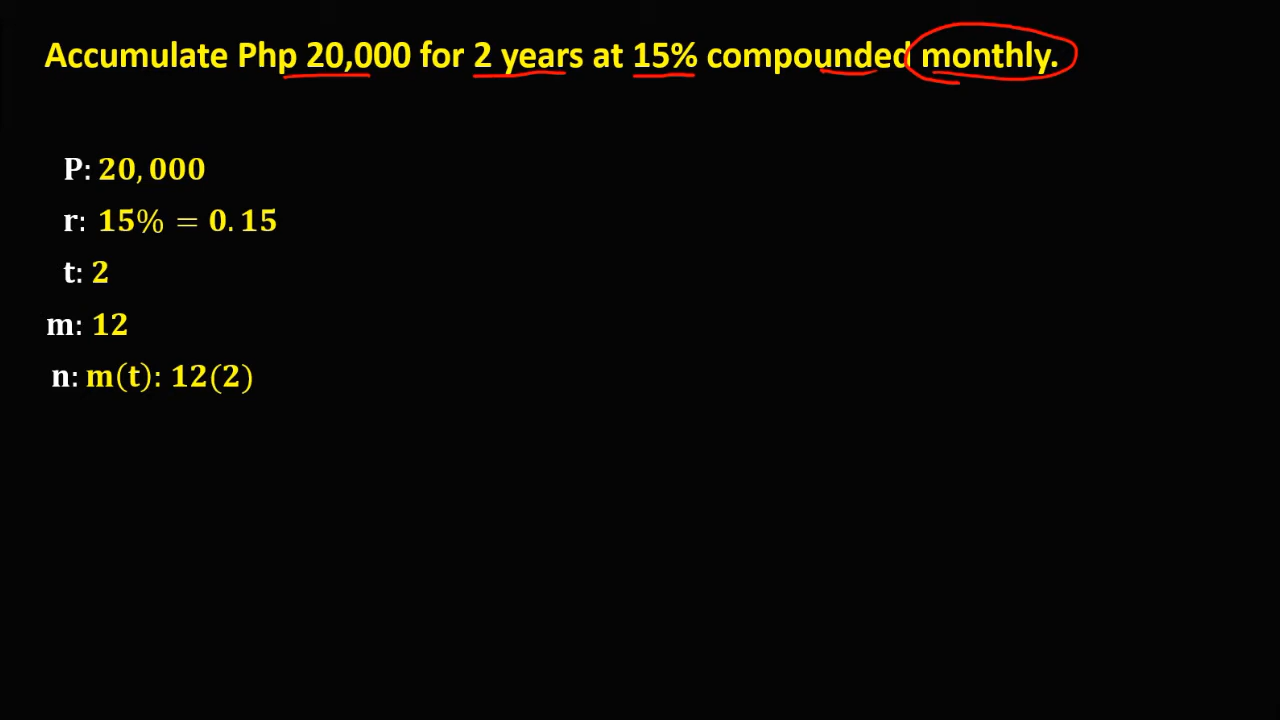 Accumulate Php 20,000 for 2 years at 15% compounded monthly.
P: 20,000
r: 15% = 0.15
t: 2
m: 12
n: m(t): 12(2)